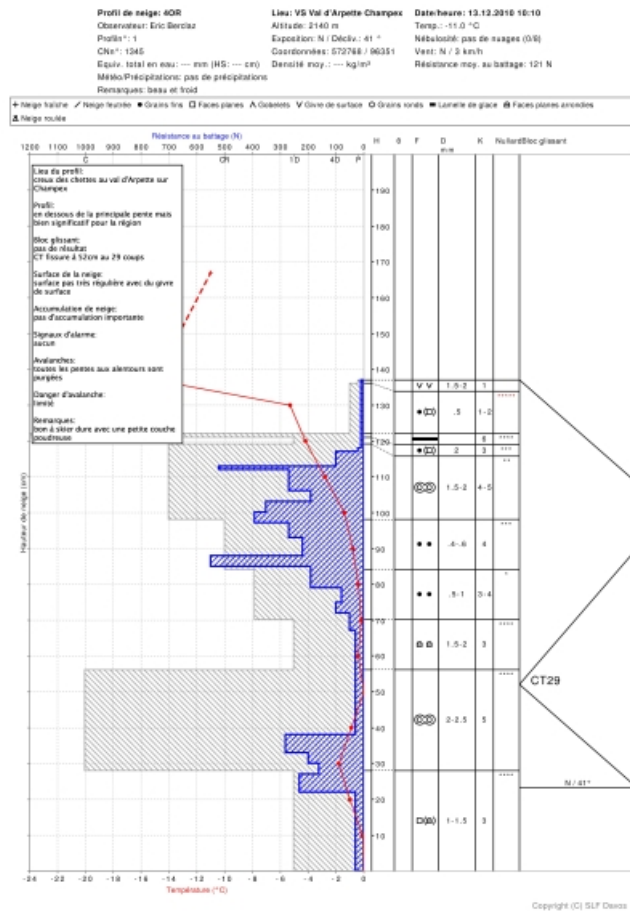 Profil de neige: 4OR
Lieu: VS Val d'Arpette Champex
Date/heure: 13.12.2010 10:10
Observateur: Eric Berclaz
Altitude: 2140 m
Temp.: -11.0 °C
Profil n°: 1
Exposition: N / Décliv.: 41 °
Nébulosité: pas de nuages (0/8)
CNn°: 1345
Coordonnées: 572768 / 96351
Vent: N / 3 km/h
Equiv. total en eau: --- mm (HS: --- cm)
Densité moy.: --- kg/m³
Résistance moy. au battage: 121 N
Météo/Précipitations: pas de précipitations
Remarques: beau et froid
+ Neige fraîche / Neige feutrée ● Grains fins □ Faces planes Λ Gobelets V Givre de surface O Grains ronds ▬ Lamelle de glace Faces planes arrondies
Neige roulée
Résistance au battage (N)
1200 1100 1000 900 800 700 600 500 400 300 200 100 0
H θ F D mm K Nullard Bloc glissant
C CR 1D 4D P
Lieu du profil:
creux des chettes au val d'Arpette sur
Champex
Profil:
en dessous de la principale pente mais
bien significatif pour la région
Bloc glissant:
pas de résultat
CT fissure à 52cm au 29 coups
Surface de la neige:
surface pas très régulière avec du givre
de surface
Accumulation de neige:
pas d'accumulation importante
Signaux d'alarme:
aucun
Avalanches:
toutes les pentes aux alentours sont
purgées
Danger d'avalanche:
limité
Remarques:
bon à skier dure avec une petite couche
poudreuse
Hauteur de neige (cm)
190
180
170
160
150
140
130
120
110
100
90
80
70
60
50
40
30
20
10
V V 1.5-2 1
● (□) .5 1-2
6
● (□) 2 3
1.5-2 4-5
● ● .4-.6 4
● ● .5-1 3-4
1.5-2 3
2-2.5 5
1-1.5 3
CT29
N / 41°
-24 -22 -20 -18 -16 -14 -12 -10 -8 -6 -4 -2 0
Température (°C)
Copyright (C) SLF Davos